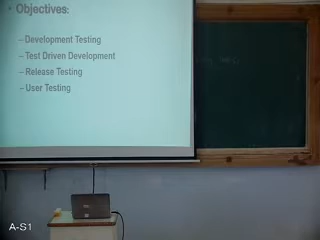 • Objectives:
– Development Testing
– Test Driven Development
– Release Testing
– User Testing
A-S1